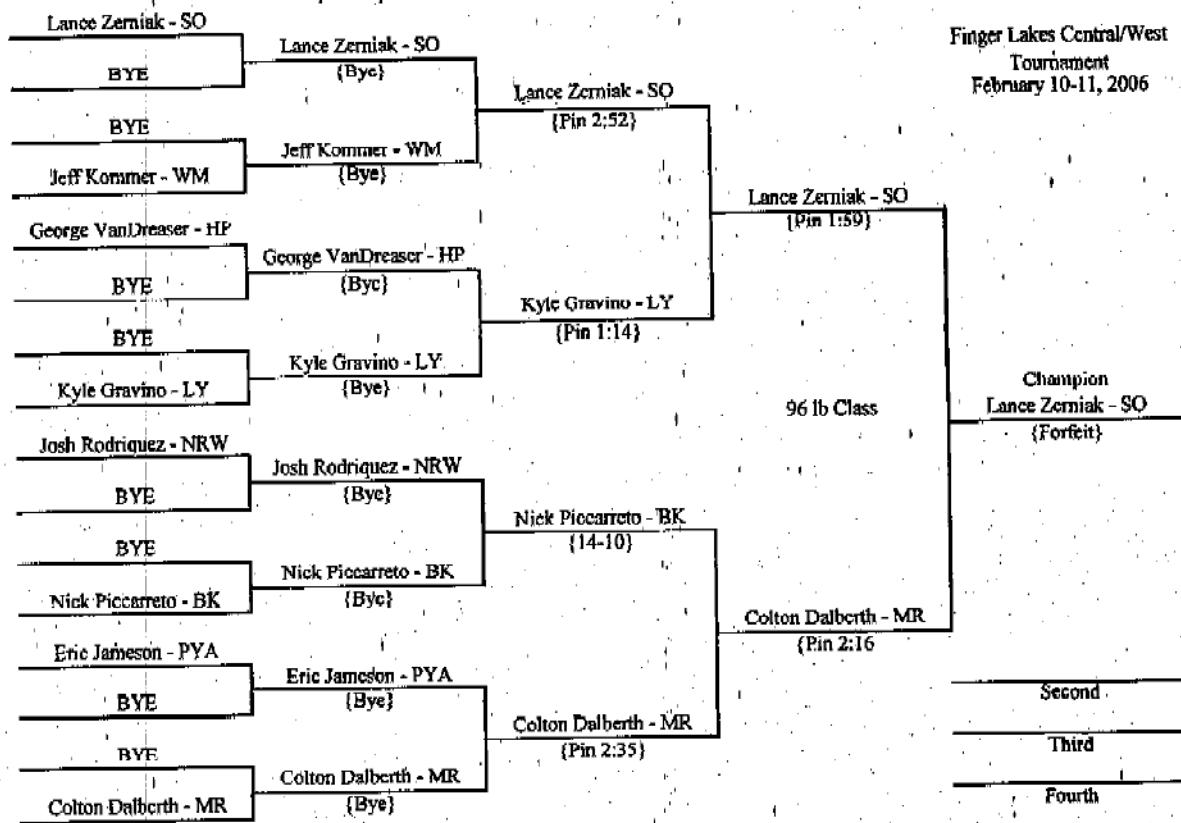 Lance Zerniak - SO
BYE
BYE
Jeff Kommer - WM
George VanDreaser - HP
BYE
BYE
Kyle Gravino - LY
Josh Rodriquez - NRW
BYE
BYE
Nick Piccarreto - BK
Eric Jameson - PYA
BYE
BYE
Colton Dalberth - MR
Lance Zerniak - SO
{Bye}
Jeff Kommer - WM
{Bye}
George VanDreaser - HP
{Bye}
Kyle Gravino - LY
{Bye}
Josh Rodriquez - NRW
{Bye}
Nick Piccarreto - BK
{Bye}
Eric Jameson - PYA
{Bye}
Colton Dalberth - MR
{Bye}
Lance Zerniak - SO
{Pin 2:52}
Kyle Gravino - LY
{Pin 1:14}
Nick Piccarreto - BK
{14-10}
Colton Dalberth - MR
{Pin 2:35}
Lance Zerniak - SO
{Pin 1:59}
96 lb Class
Colton Dalberth - MR
{Pin 2:16
Finger Lakes Central/West
Tournament
February 10-11, 2006
Champion
Lance Zerniak - SO
{Forfeit}
Second
Third
Fourth